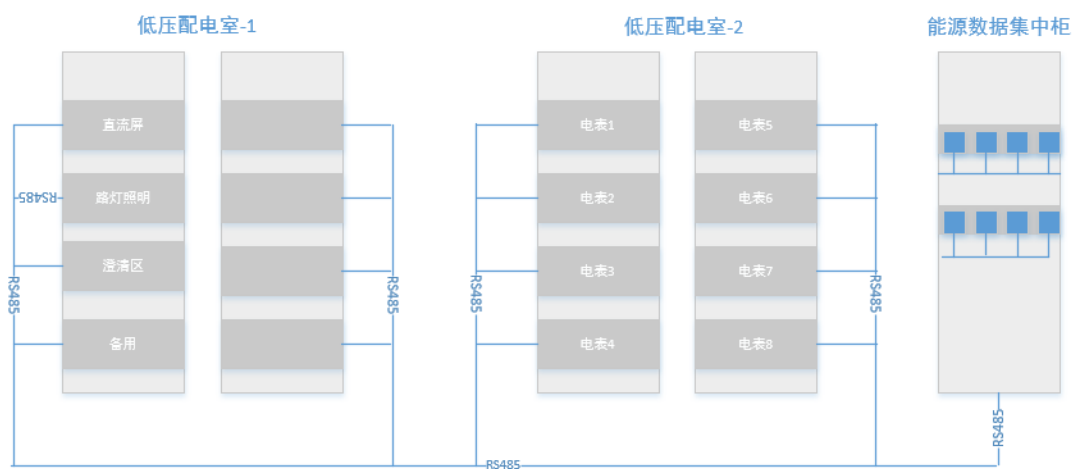 低压配电室-1
低压配电室-2
能源数据集中柜
直流屏
电表1
电表5
RS485
路灯照明
电表2
电表6
澄清区
电表3
电表7
RS485
RS485
RS485
RS485
备用
电表4
电表8
RS485
RS485